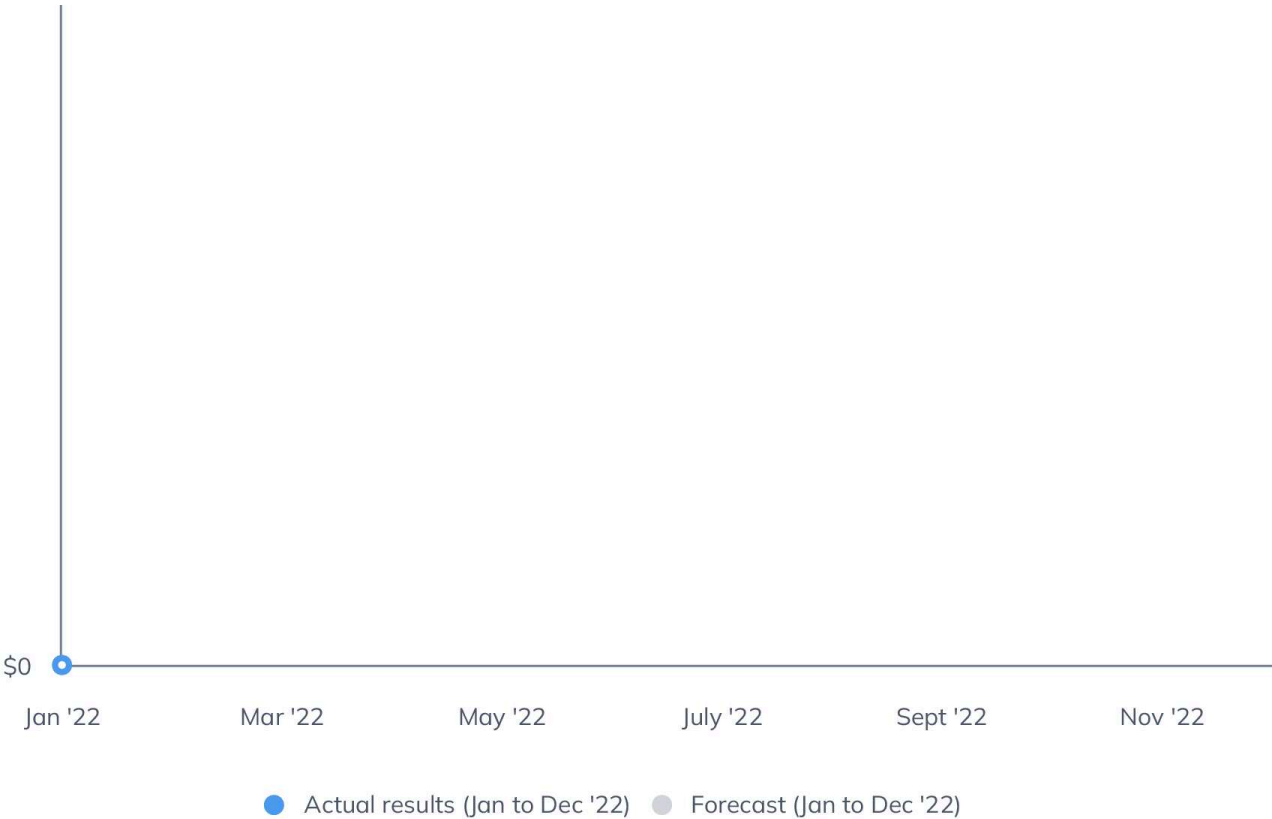 $0
Jan '22 Mar '22 May '22 July '22 Sept '22 Nov '22
Actual results (Jan to Dec '22) Forecast (Jan to Dec '22)